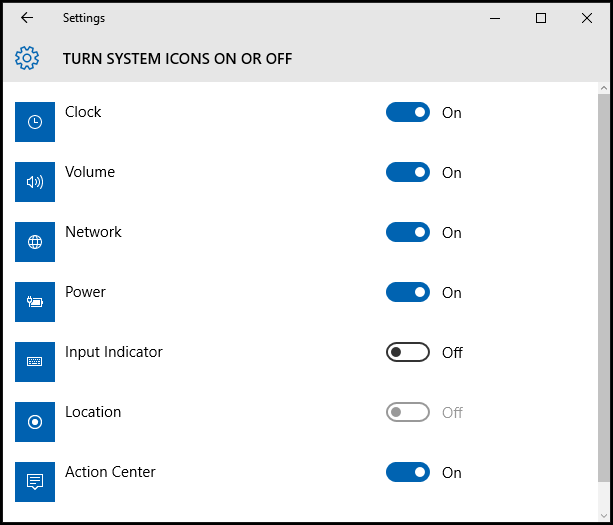 Settings
TURN SYSTEM ICONS ON OR OFF
Clock On
Volume On
Network On
Power On
Input Indicator Off
Location Off
Action Center On